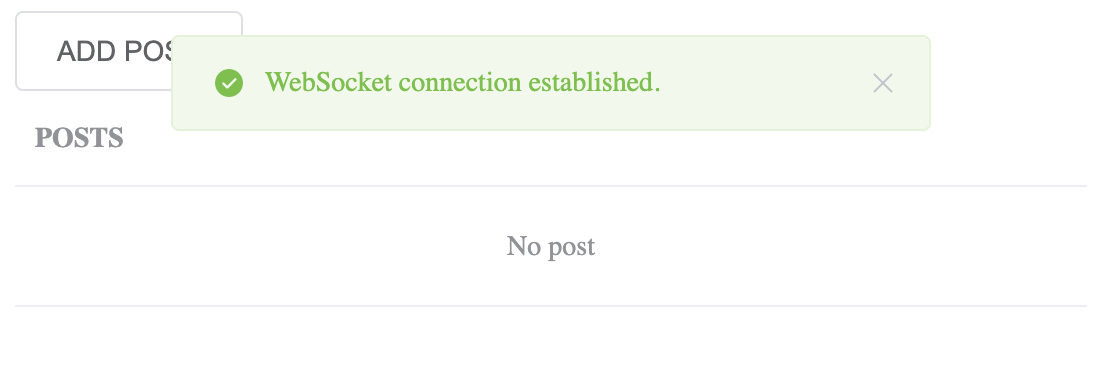 ADD POS
WebSocket connection established.
POSTS
No post